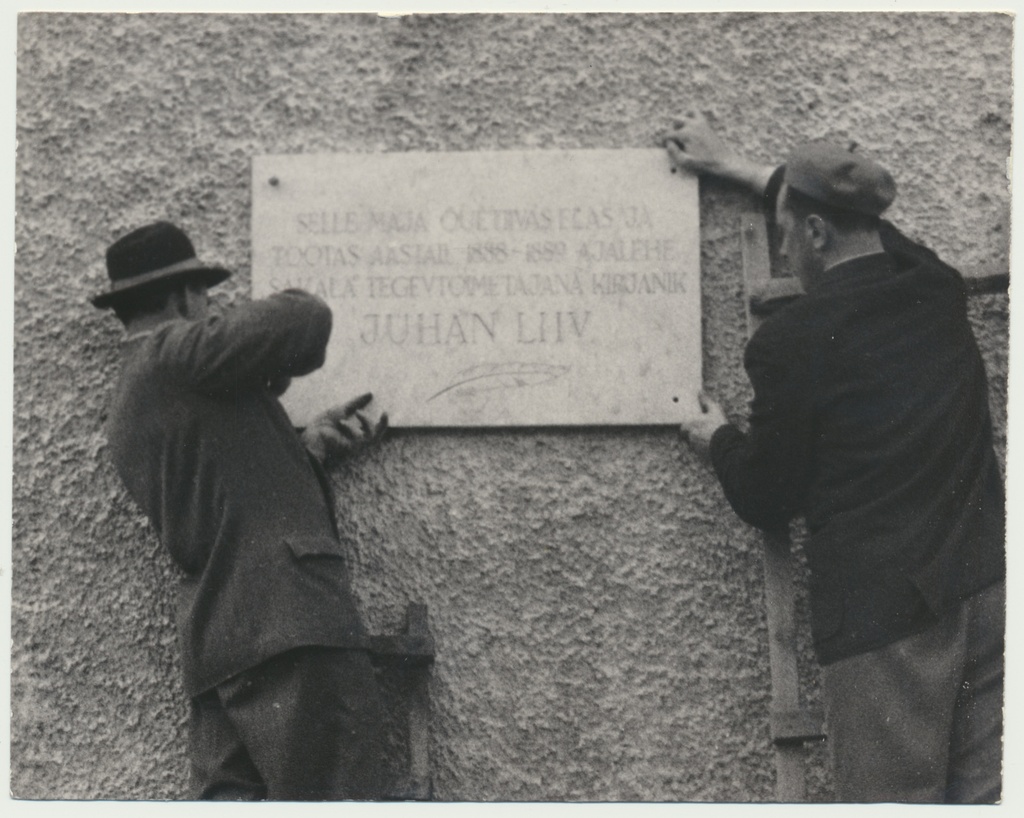 SELLE MAJA ÕUETIIVAS ELAS JA
TÖÖTAS AASTAIL 1888-1889 AJALEHE
SAKALA TEGEVTOIMETAJANA KIRJANIK
JUHAN LIIV